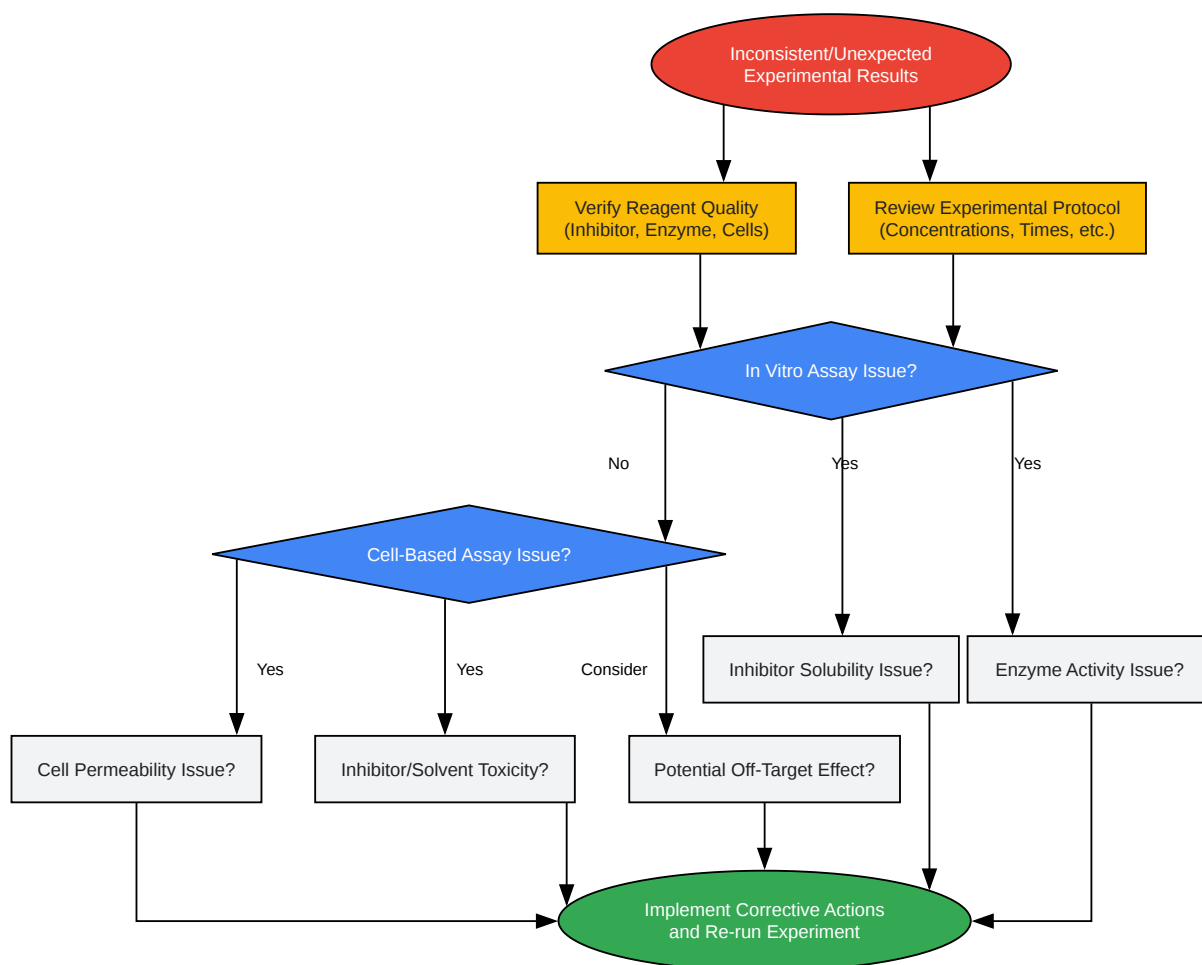 Inconsistent/Unexpected
Experimental Results
Verify Reagent Quality
(Inhibitor, Enzyme, Cells)
Review Experimental Protocol
(Concentrations, Times, etc.)
In Vitro Assay Issue?
No
Yes
Yes
Cell-Based Assay Issue?
Yes
Yes
Consider
Inhibitor Solubility Issue?
Enzyme Activity Issue?
Cell Permeability Issue?
Inhibitor/Solvent Toxicity?
Potential Off-Target Effect?
Implement Corrective Actions
and Re-run Experiment